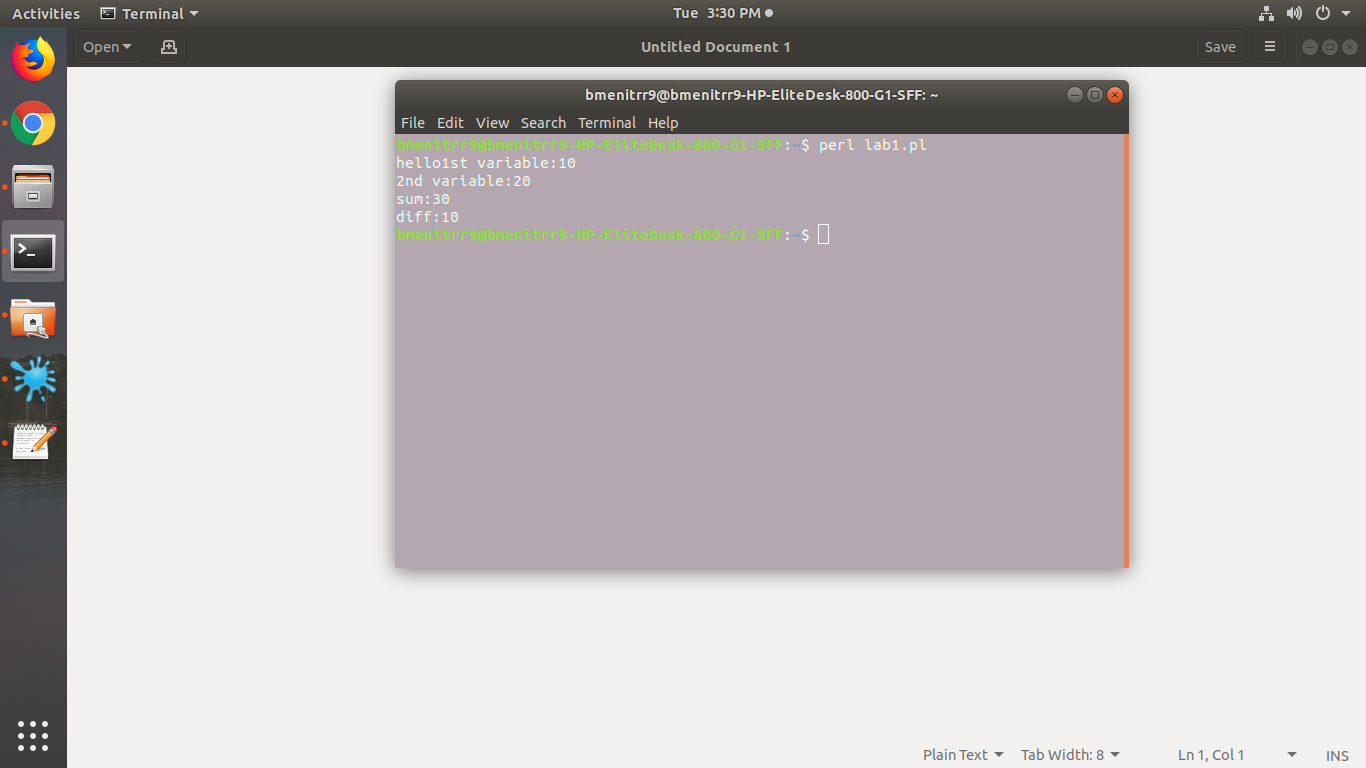 Activities Terminal Tue 3:30 PM
Open Untitled Document 1 Save
bmenitrr9@bmenitrr9-HP-EliteDesk-800-G1-SFF: ~
File Edit View Search Terminal Help
bmenitrr9@bmenitrr9-HP-EliteDesk-800-G1-SFF:~$ perl lab1.pl
hello1st variable:10
2nd variable:20
sum:30
diff:10
bmenitrr9@bmenitrr9-HP-EliteDesk-800-G1-SFF:~$
Plain Text Tab Width: 8 Ln 1, Col 1 INS